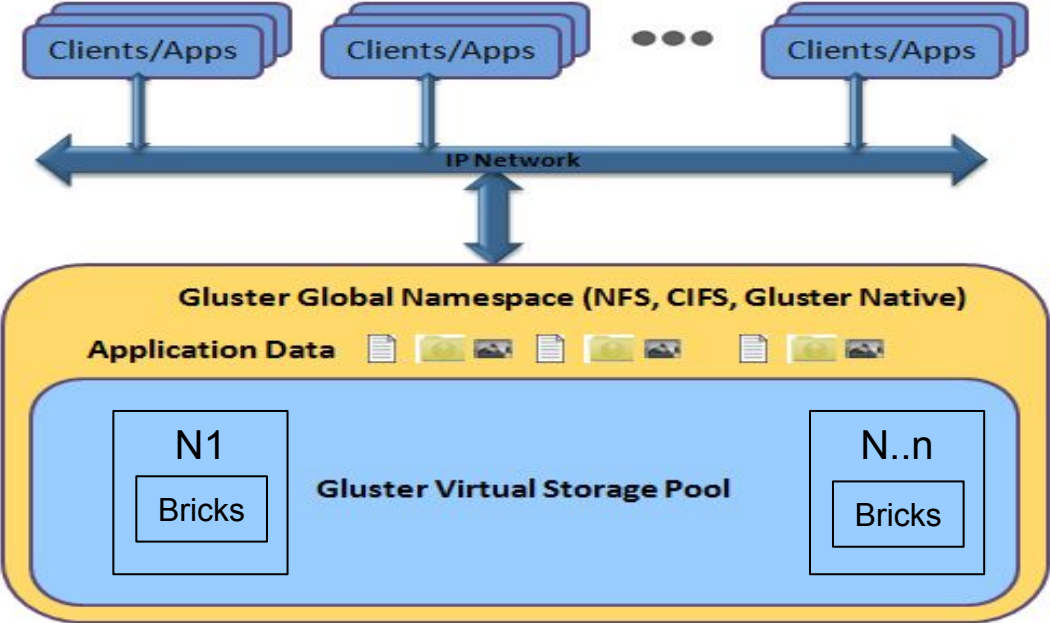 Clients/Apps
Clients/Apps
Clients/Apps
IP Network
Gluster Global Namespace (NFS, CIFS, Gluster Native)
Application Data
N1
Bricks
Gluster Virtual Storage Pool
N..n
Bricks